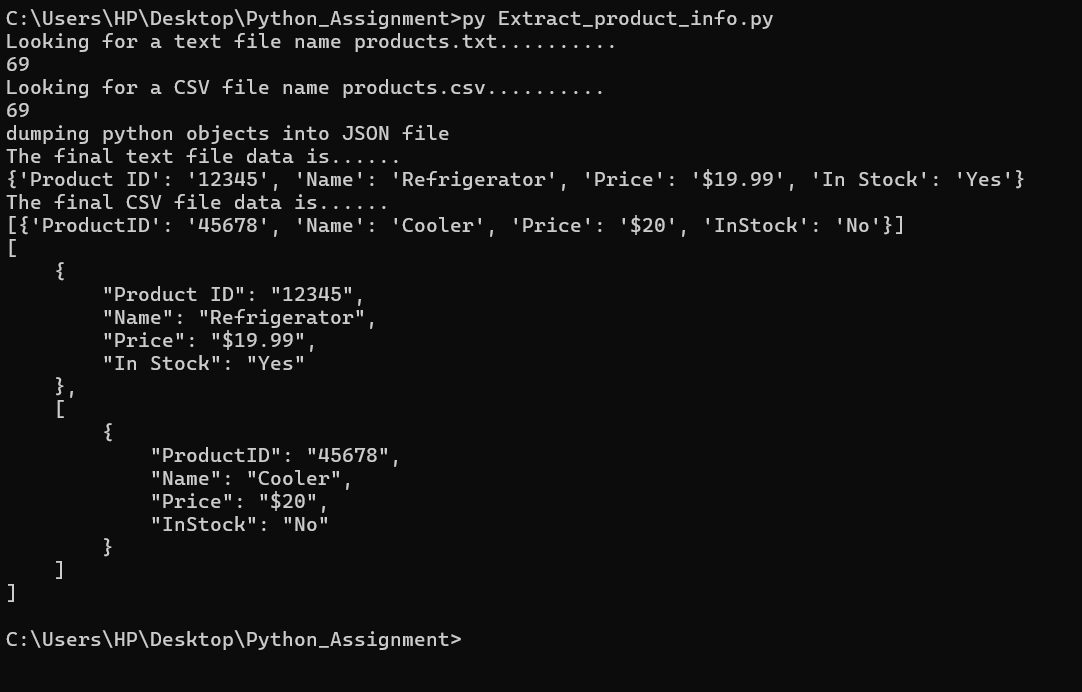 C:\Users\HP\Desktop\Python_Assignment>py Extract_product_info.py
Looking for a text file name products.txt..........
69
Looking for a CSV file name products.csv..........
69
dumping python objects into JSON file
The final text file data is......
{'Product ID': '12345', 'Name': 'Refrigerator', 'Price': '$19.99', 'In Stock': 'Yes'}
The final CSV file data is......
[{'ProductID': '45678', 'Name': 'Cooler', 'Price': '$20', 'InStock': 'No'}]
[
    {
        "Product ID": "12345",
        "Name": "Refrigerator",
        "Price": "$19.99",
        "In Stock": "Yes"
    },
    [
        {
            "ProductID": "45678",
            "Name": "Cooler",
            "Price": "$20",
            "InStock": "No"
        }
    ]
]
C:\Users\HP\Desktop\Python_Assignment>